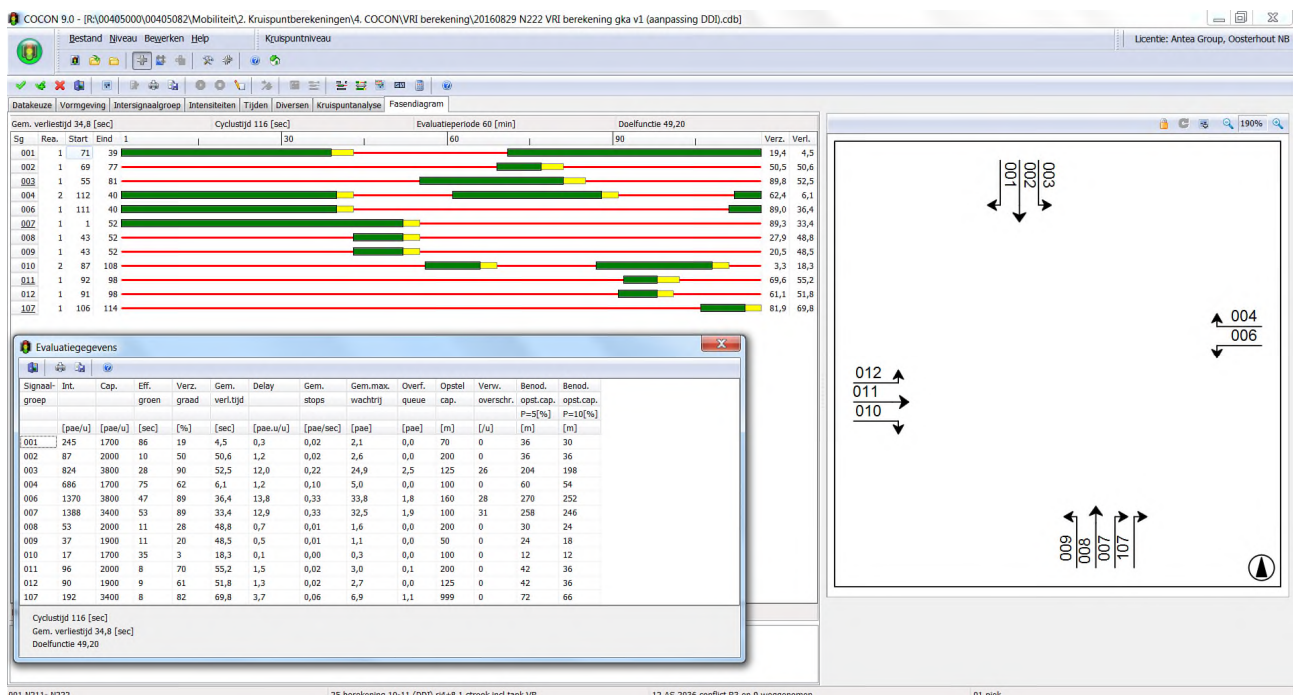 COCON 9.0 - [R:\00405000\00405082\Mobiliteit\2. Kruispuntberekeningen\4. COCON\VRI berekening\20160829 N222 VRI berekening gka v1 (aanpassing DDI).cdb]
Bestand Niveau Bewerken Help Kruispuntniveau Licentie: Antea Group, Oosterhout NB
Datakeuze Vormgeving Intersignaalgroep Intensiteiten Tijden Diversen Kruispuntanalyse Fasendiagram
Gem. verliestijd 34,8 [sec] Cyclustijd 116 [sec] Evaluatieperiode 60 [min] Doelfunctie 49,20
190%
Sg Rea. Start Eind 1 30 60 90 Verz. Verl.
001 1 71 39 19,4 4,5
002 1 69 77 50,5 50,6
003 1 55 81 89,8 52,5
004 2 112 40 62,4 6,1
006 1 111 40 89,0 36,4
007 1 1 52 89,3 33,4
008 1 43 52 27,9 48,8
009 1 43 52 20,5 48,5
010 2 87 108 3,3 18,3
011 1 92 98 69,6 55,2
012 1 91 98 61,1 51,8
107 1 106 114 81,9 69,8
Evaluatiegegevens
Signaal- Int. Cap. Eff. Verz. Gem. Delay Gem. Gem.max. Overf. Opstel Verw. Benod. Benod.
groep groen graad verl.tijd stops wachtrij queue cap. overschr. opst.cap. opst.cap.
P=5[%] P=10[%]
[pae/u] [pae/u] [sec] [%] [sec] [pae.u/u] [pae/sec] [pae] [pae] [m] [/u] [m] [m]
001 245 1700 86 19 4,5 0,3 0,02 2,1 0,0 70 0 36 30
002 87 2000 10 50 50,6 1,2 0,02 2,6 0,0 200 0 36 36
003 824 3800 28 90 52,5 12,0 0,22 24,9 2,5 125 26 204 198
004 686 1700 75 62 6,1 1,2 0,10 5,0 0,0 100 0 60 54
006 1370 3800 47 89 36,4 13,8 0,33 33,8 1,8 160 28 270 252
007 1388 3400 53 89 33,4 12,9 0,33 32,5 1,9 100 31 258 246
008 53 2000 11 28 48,8 0,7 0,01 1,6 0,0 200 0 30 24
009 37 1900 11 20 48,5 0,5 0,01 1,1 0,0 50 0 24 18
010 17 1700 35 3 18,3 0,1 0,00 0,3 0,0 100 0 12 12
011 96 2000 8 70 55,2 1,5 0,02 3,0 0,1 200 0 42 36
012 90 1900 9 61 51,8 1,3 0,02 2,7 0,0 125 0 42 36
107 192 3400 8 82 69,8 3,7 0,06 6,9 1,1 999 0 72 66
Cyclustijd 116 [sec]
Gem. verliestijd 34,8 [sec]
Doelfunctie 49,20
001
002
003
004
006
012
011
010
009
008
007
107